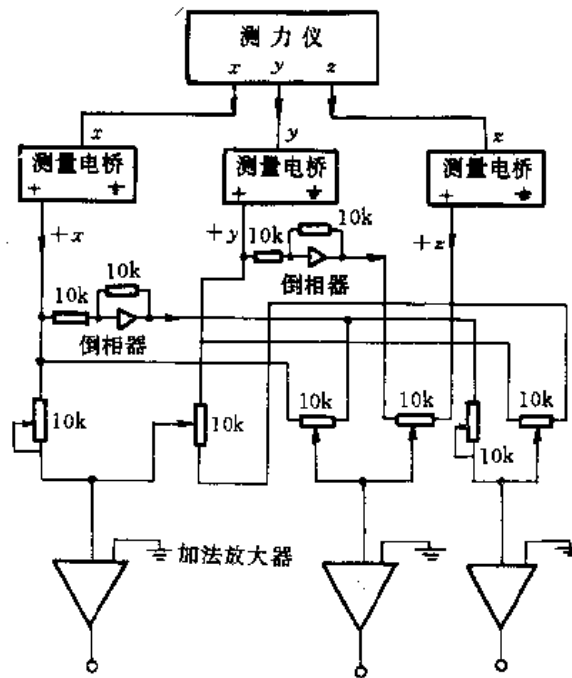 测力仪
x y z
x y z
测量电桥 测量电桥 测量电桥
+ + +
+x +y +z
10k 10k
倒相器
10k 10k
倒相器
10k 10k 10k 10k 10k 10k
加法放大器